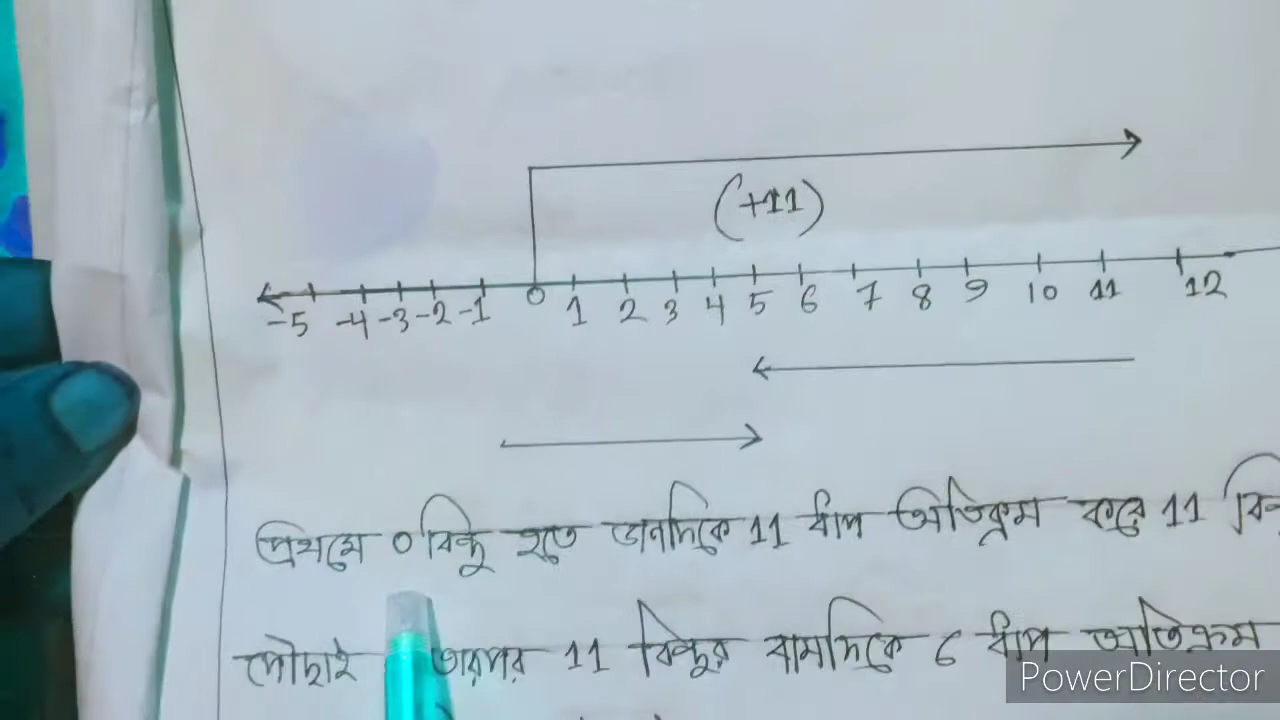 (+11)
-5 -4 -3 -2 -1 0 1 2 3 4 5 6 7 8 9 10 11 12
প্রথমে 0 বিন্দু হতে ডানদিকে 11 ধাপ অতিক্রম করে 11
পৌছাই তারপর 11 বিন্দুর বামদিকে 6 ধাপ অতিক্রম
PowerDirector